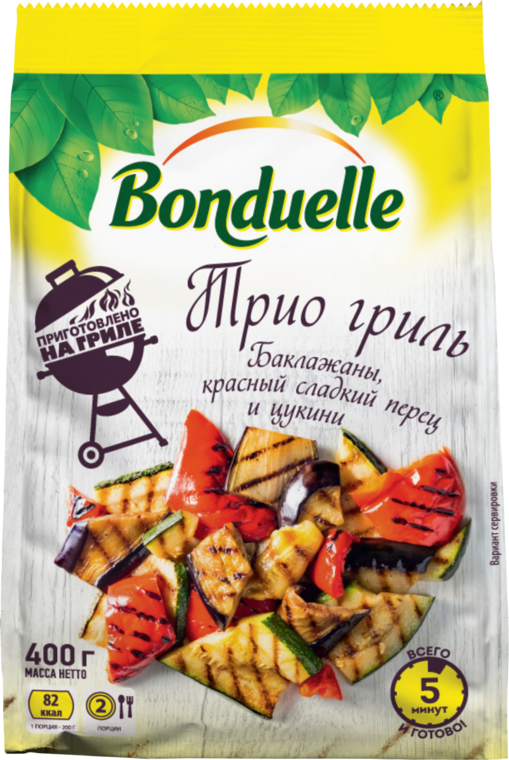 ®
Bonduelle
Трио гриль
Баклажаны,
красный сладкий перец
и цукини
ПРИГОТОВЛЕНО
НА ГРИЛЕ
Вариант сервировки
400 г
МАССА НЕТТО
82
ккал
1 ПОРЦИЯ - 200 Г
2
ПОРЦИИ
ВСЕГО
5
минут
И ГОТОВО!